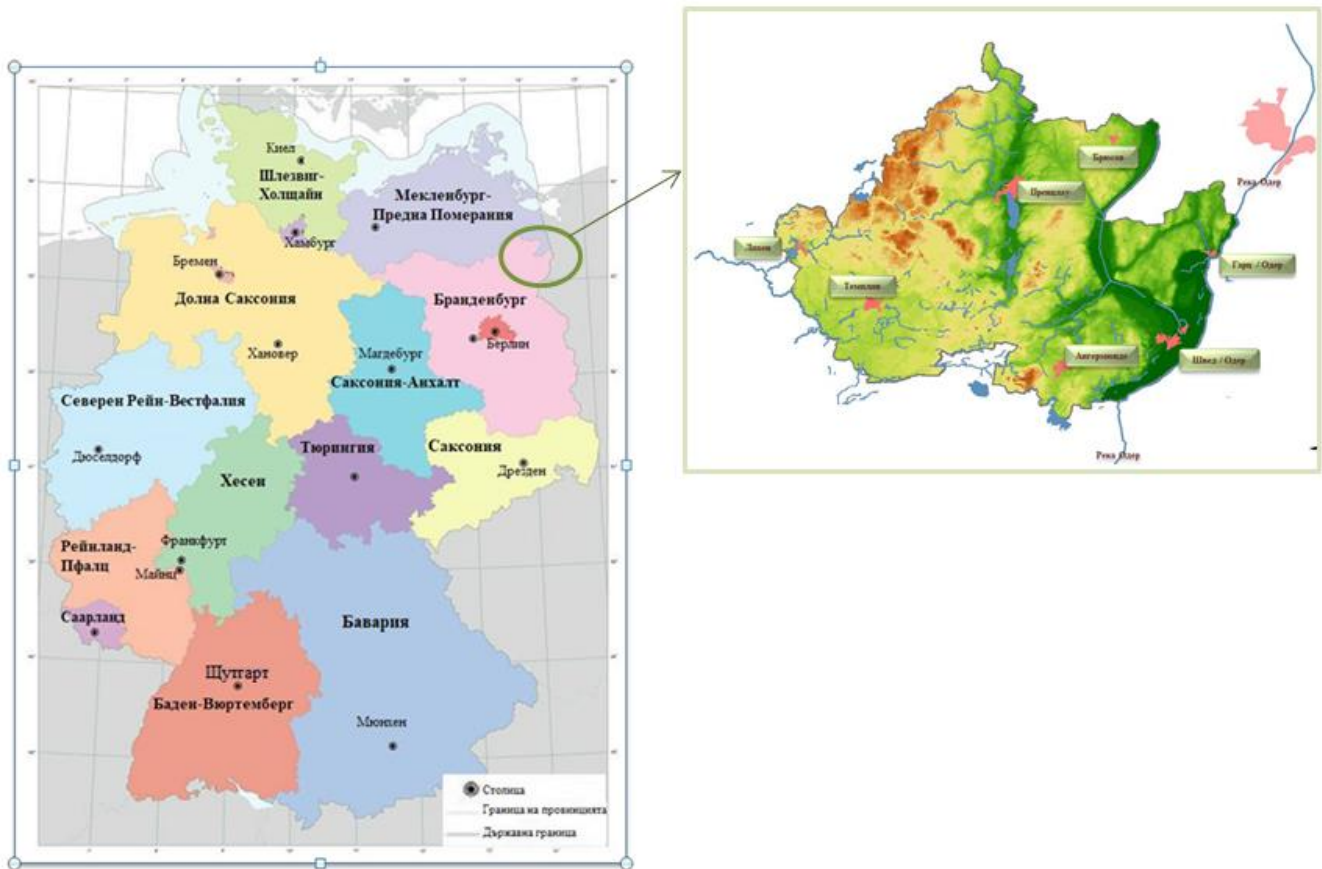 Киел
Шлезвиг-
Холщайн
Мекленбург-
Предна Померания
Хамбург
Бремен
Долна Саксония
Бранденбург
Берлин
Хановер
Магдебург
Саксония-Анхалт
Северен Рейн-Вестфалия
Дюселдорф
Хесен
Тюрингия
Саксония
Дрезден
Рейнланд-
Пфалц
Франкфурт
Майнц
Саарланд
Бавария
Щутгарт
Баден-Вюртемберг
Мюнхен
Столица
Граница на провинцията
Държавна граница
Брюсов
Пренцлау
Река Одер
Лихен
Гарц / Одер
Темплин
Ангермюнде
Швед / Одер
Река Одер